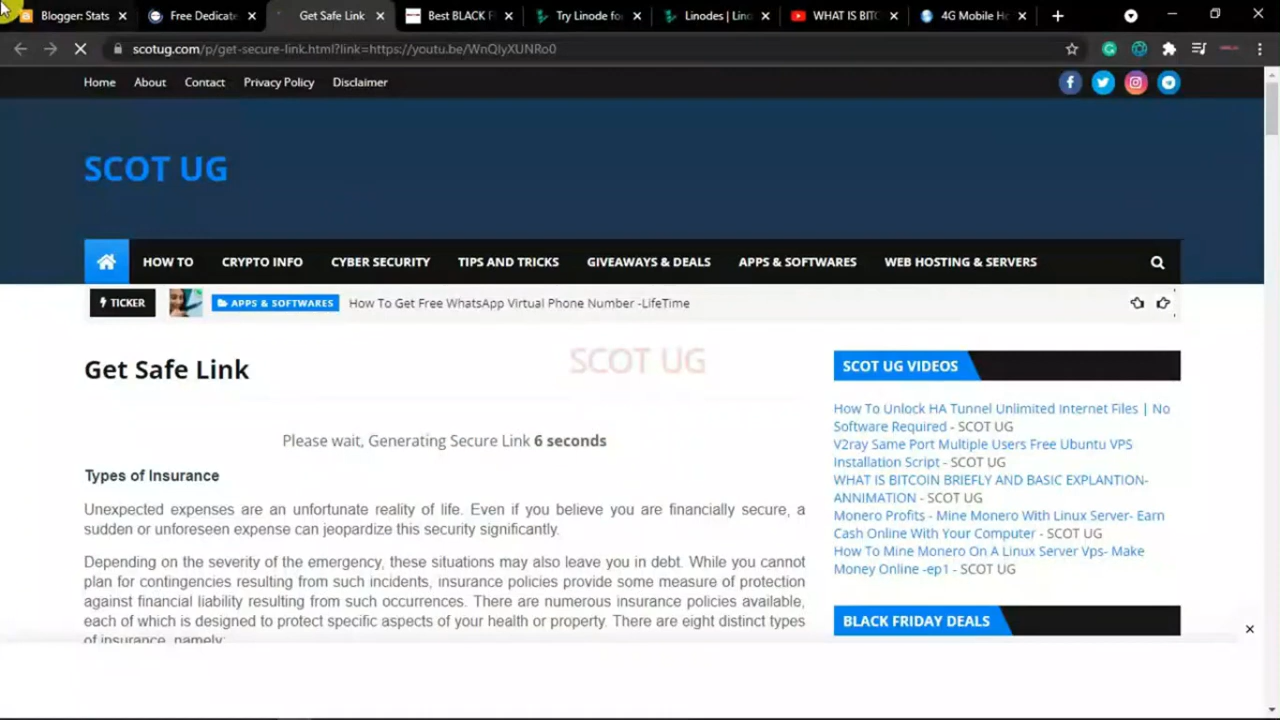 Blogger: Stats
Free Dedicate
Get Safe Link
Best BLACK F
Try Linode fo
Linodes | Lin
WHAT IS BITC
4G Mobile H
scotug.com/p/get-secure-link.html?link=https://youtu.be/WnQlyXUNRo0
Home About Contact Privacy Policy Disclaimer
SCOT UG
HOW TO CRYPTO INFO CYBER SECURITY TIPS AND TRICKS GIVEAWAYS & DEALS APPS & SOFTWARES WEB HOSTING & SERVERS
TICKER APPS & SOFTWARES How To Get Free WhatsApp Virtual Phone Number -LifeTime
Get Safe Link
SCOT UG
Please wait, Generating Secure Link 6 seconds
Types of Insurance
Unexpected expenses are an unfortunate reality of life. Even if you believe you are financially secure, a
sudden or unforeseen expense can jeopardize this security significantly.
Depending on the severity of the emergency, these situations may also leave you in debt. While you cannot
plan for contingencies resulting from such incidents, insurance policies provide some measure of protection
against financial liability resulting from such occurrences. There are numerous insurance policies available,
each of which is designed to protect specific aspects of your health or property. There are eight distinct types
of insurance, namely:
SCOT UG VIDEOS
How To Unlock HA Tunnel Unlimited Internet Files | No
Software Required - SCOT UG
V2ray Same Port Multiple Users Free Ubuntu VPS
Installation Script - SCOT UG
WHAT IS BITCOIN BRIEFLY AND BASIC EXPLANTION-
ANNIMATION - SCOT UG
Monero Profits - Mine Monero With Linux Server- Earn
Cash Online With Your Computer - SCOT UG
How To Mine Monero On A Linux Server Vps- Make
Money Online -ep1 - SCOT UG
BLACK FRIDAY DEALS